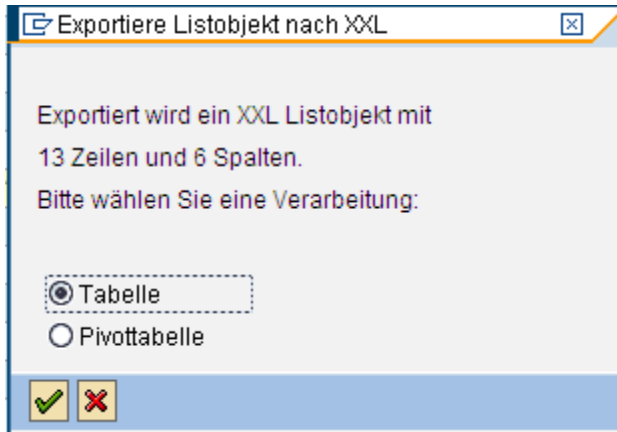 Exportiere Listobjekt nach XXL
Exportiert wird ein XXL Listobjekt mit
13 Zeilen und 6 Spalten.
Bitte wählen Sie eine Verarbeitung:
Tabelle
Pivottabelle